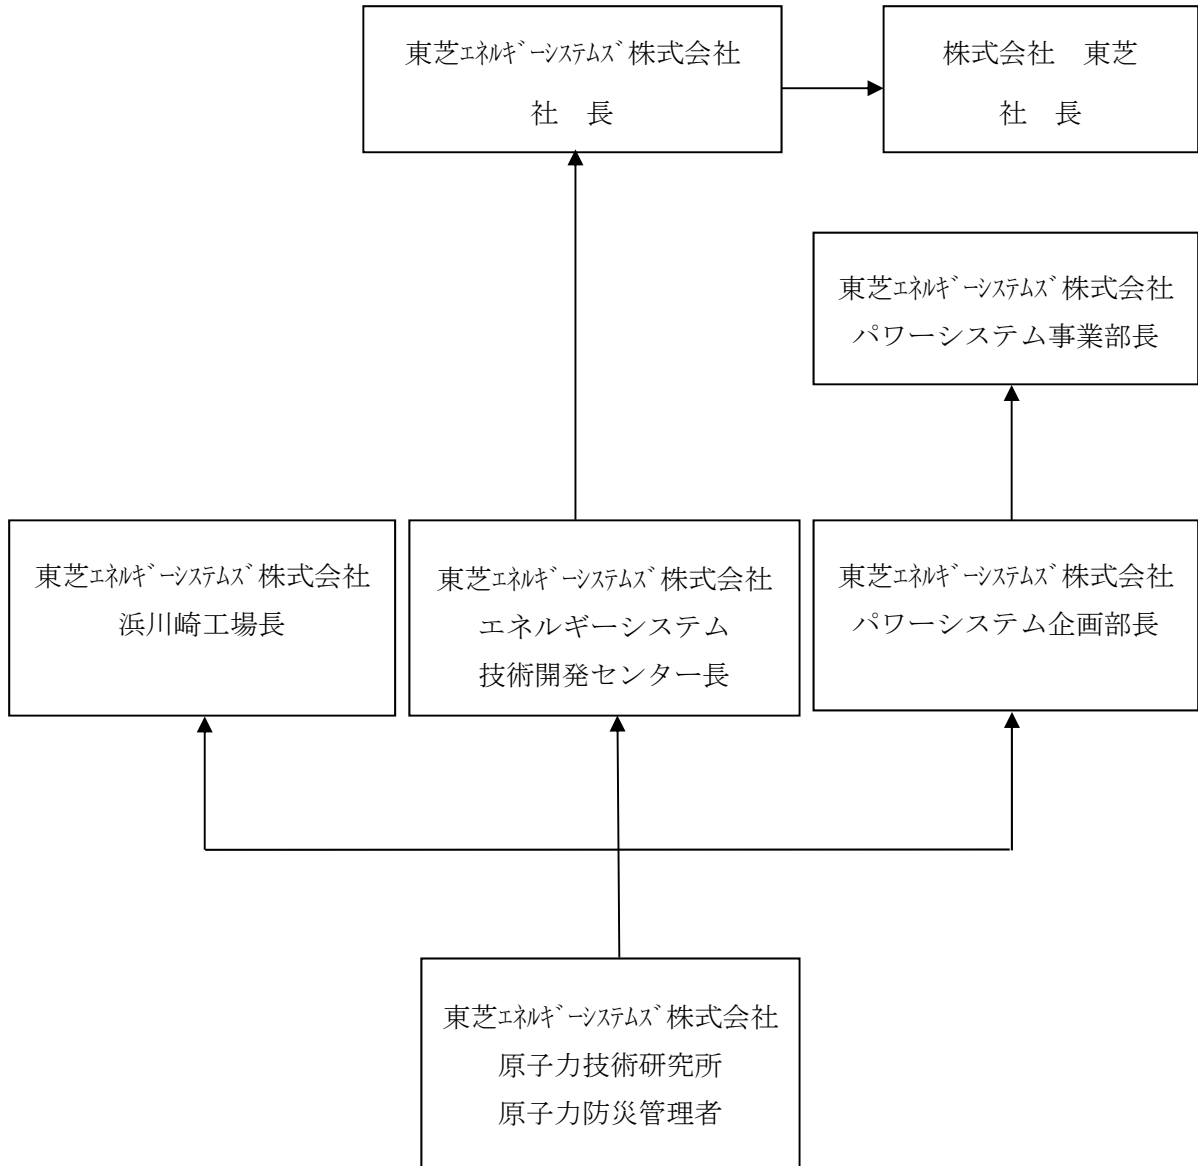 東芝ｴﾈﾙｷﾞｰｼｽﾃﾑｽﾞ株式会社
社　長
株式会社　東芝
社　長
東芝ｴﾈﾙｷﾞｰｼｽﾃﾑｽﾞ株式会社
パワーシステム事業部長
東芝ｴﾈﾙｷﾞｰｼｽﾃﾑｽﾞ株式会社
浜川崎工場長
東芝ｴﾈﾙｷﾞｰｼｽﾃﾑｽﾞ株式会社
エネルギーシステム
技術開発センター長
東芝ｴﾈﾙｷﾞｰｼｽﾃﾑｽﾞ株式会社
パワーシステム企画部長
東芝ｴﾈﾙｷﾞｰｼｽﾃﾑｽﾞ株式会社
原子力技術研究所
原子力防災管理者